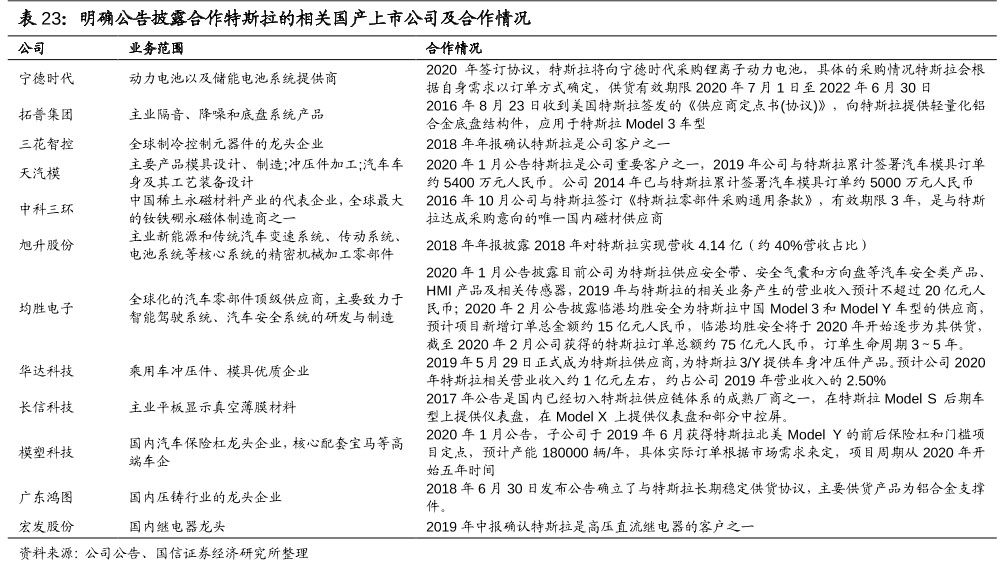 表 23：明确公告披露合作特斯拉的相关国产上市公司及合作情况
公司 业务范围 合作情况
宁德时代 动力电池以及储能电池系统提供商
2020 年签订协议，特斯拉将向宁德时代采购锂离子动力电池，具体的采购情况特斯拉会根
据自身需求以订单方式确定，供货有效期限 2020 年 7 月 1 日至 2022 年 6 月 30 日
拓普集团 主业隔音、降噪和底盘系统产品
2016 年 8 月 23 日收到美国特斯拉签发的《供应商定点书(协议)》，向特斯拉提供轻量化铝
合金底盘结构件，应用于特斯拉 Model 3 车型
三花智控 全球制冷控制元器件的龙头企业 2018 年年报确认特斯拉是公司客户之一
天汽模
主要产品模具设计、制造;冲压件加工;汽车车
身及其工艺装备设计
2020 年 1 月公告特斯拉是公司重要客户之一，2019 年公司与特斯拉累计签署汽车模具订单
约 5400 万元人民币。公司 2014 年已与特斯拉累计签署汽车模具订单约 5000 万元人民币
中科三环
中国稀土永磁材料产业的代表企业，全球最大
的钕铁硼永磁体制造商之一
2016 年 10 月公司与特斯拉签订《特斯拉零部件采购通用条款》，有效期限 3 年，是与特斯
拉达成采购意向的唯一国内磁材供应商
旭升股份
主业新能源和传统汽车变速系统、传动系统、
电池系统等核心系统的精密机械加工零部件
2018 年年报披露 2018 年对特斯拉实现营收 4.14 亿（约 40%营收占比）
均胜电子
全球化的汽车零部件顶级供应商，主要致力于
智能驾驶系统、汽车安全系统的研发与制造
2020 年 1 月公告披露目前公司为特斯拉供应安全带、安全气囊和方向盘等汽车安全类产品、
HMI 产品及相关传感器，2019 年与特斯拉的相关业务产生的营业收入预计不超过 20 亿元人
民币；2020 年 2 月公告披露临港均胜安全为特斯拉中国 Model 3 和 Model Y 车型的供应商，
预计项目新增订单总金额约 15 亿元人民币，临港均胜安全将于 2020 年开始逐步为其供货，
截至 2020 年 2 月公司获得的特斯拉订单总额约 75 亿元人民币，订单生命周期 3～5 年。
华达科技 乘用车冲压件、模具优质企业
2019 年 5 月 29 日正式成为特斯拉供应商，为特斯拉 3/Y 提供车身冲压件产品。预计公司 2020
年特斯拉相关营业收入约 1 亿元左右，约占公司 2019 年营业收入的 2.50%
长信科技 主业平板显示真空薄膜材料
2017 年公告是国内已经切入特斯拉供应链体系的成熟厂商之一，在特斯拉 Model S 后期车
型上提供仪表盘，在 Model X 上提供仪表盘和部分中控屏。
模塑科技
国内汽车保险杠龙头企业，核心配套宝马等高
端车企
2020 年 1 月公告，子公司于 2019 年 6 月获得特斯拉北美 Model Y 的前后保险杠和门槛项
目定点，预计产能 180000 辆/年，具体实际订单根据市场需求来定，项目周期从 2020 年开
始五年时间
广东鸿图 国内压铸行业的龙头企业
2018 年 6 月 30 日发布公告确立了与特斯拉长期稳定供货协议，主要供货产品为铝合金支撑
件。
宏发股份 国内继电器龙头 2019 年中报确认特斯拉是高压直流继电器的客户之一
资料来源：公司公告、国信证券经济研究所整理